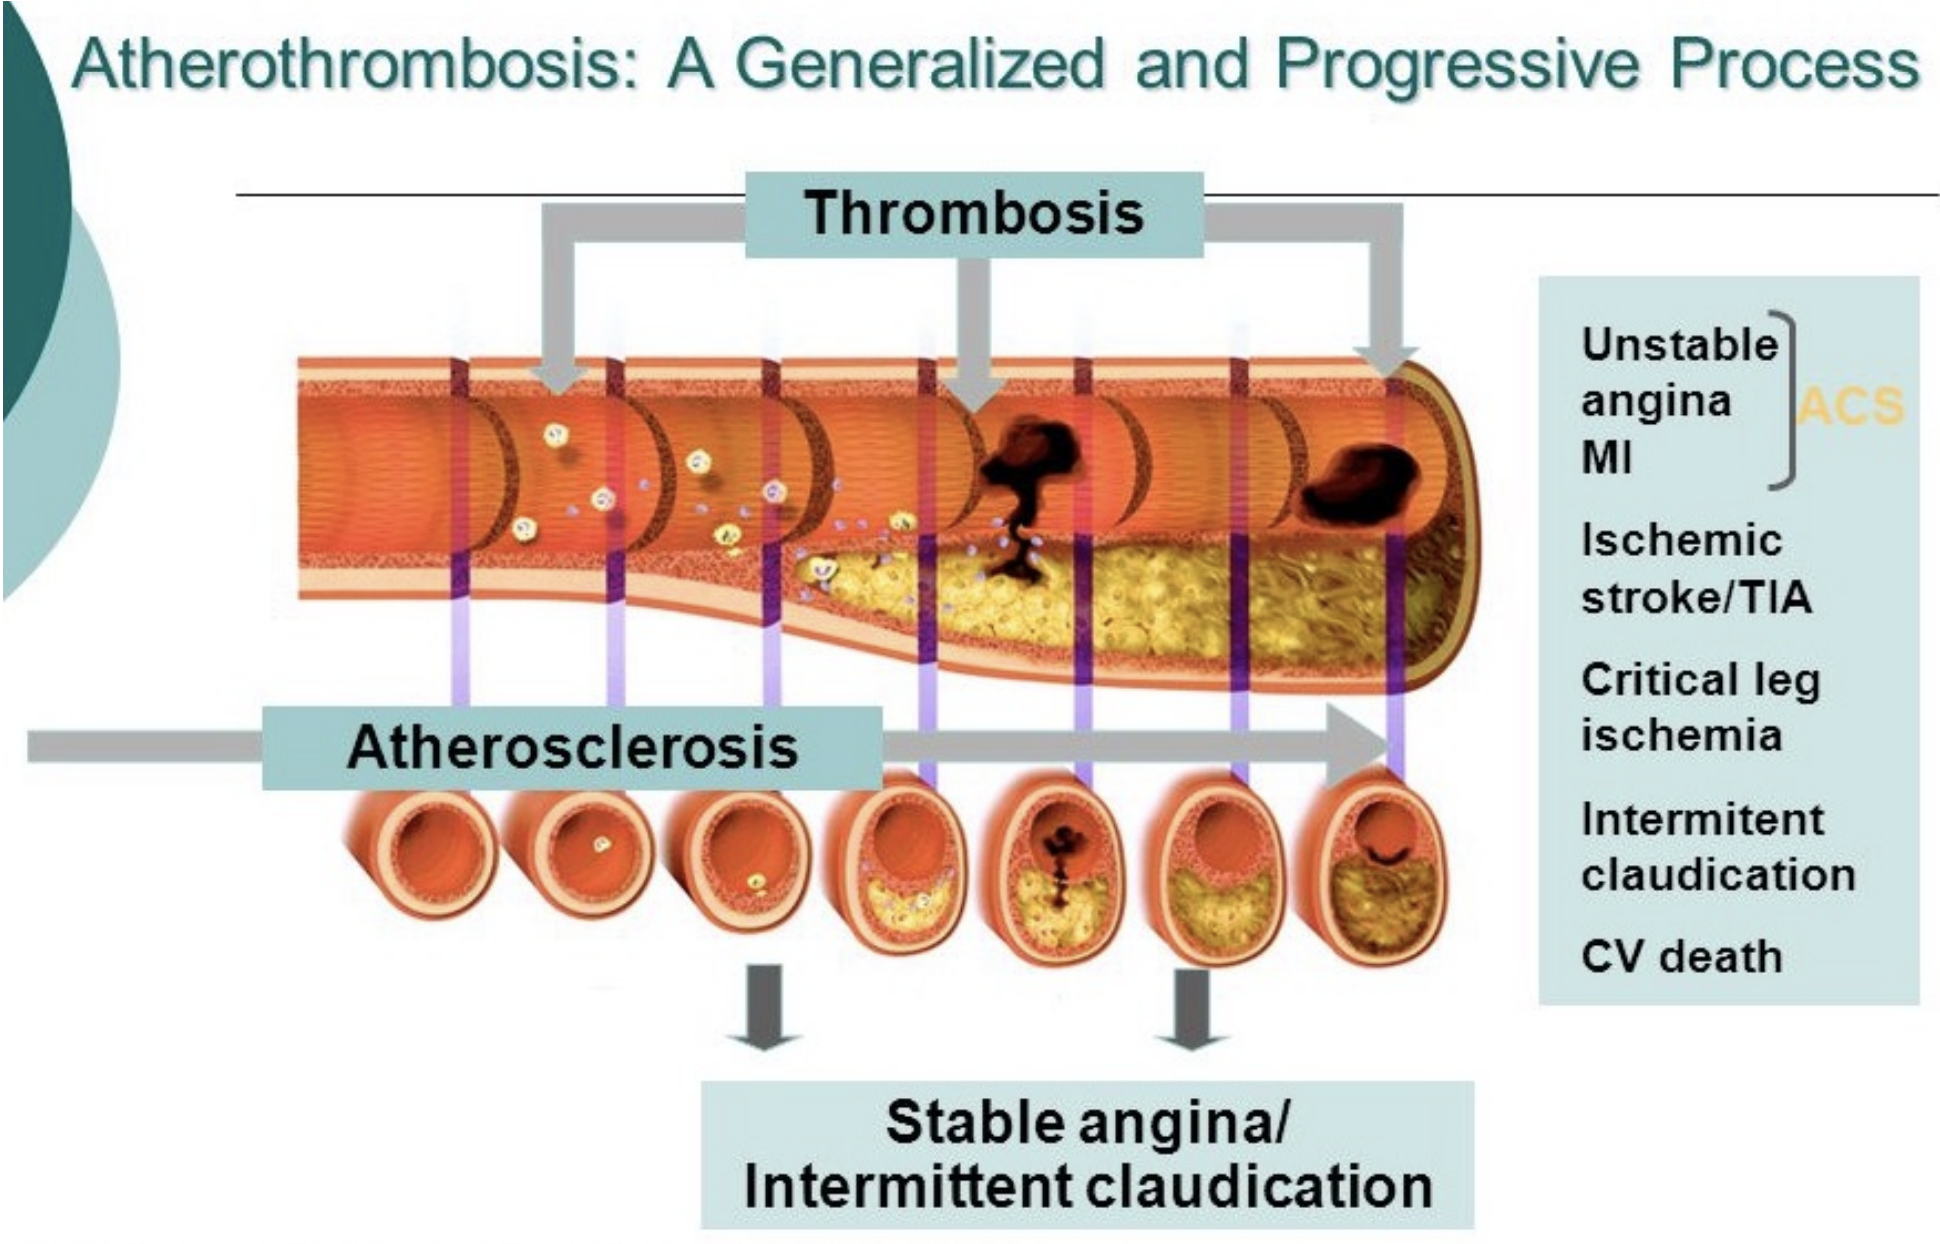 Atherothrombosis: A Generalized and Progressive Process
Thrombosis
Unstable
angina
MI
ACS
Ischemic
stroke/TIA
Critical leg
ischemia
Intermitent
claudication
CV death
Atherosclerosis
Stable angina/
Intermittent claudication